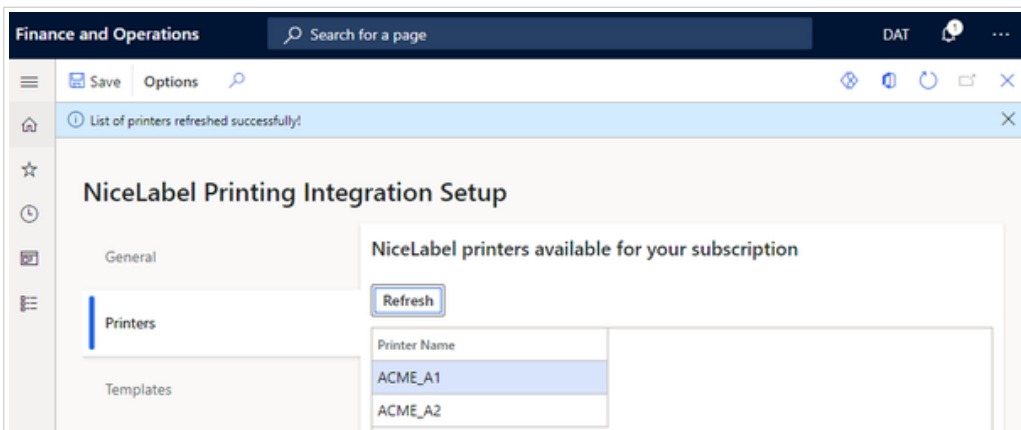 Finance and Operations
Search for a page
DAT
1
Save Options
List of printers refreshed successfully!
NiceLabel Printing Integration Setup
General
Printers
Templates
NiceLabel printers available for your subscription
Refresh
Printer Name
ACME_A1
ACME_A2